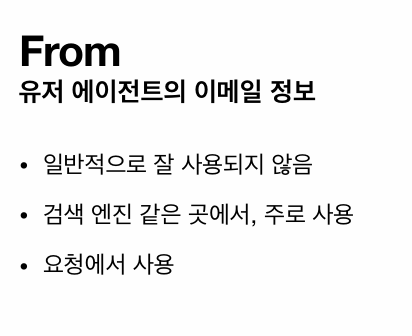 From
유저 에이전트의 이메일 정보
• 일반적으로 잘 사용되지 않음
• 검색 엔진 같은 곳에서, 주로 사용
• 요청에서 사용